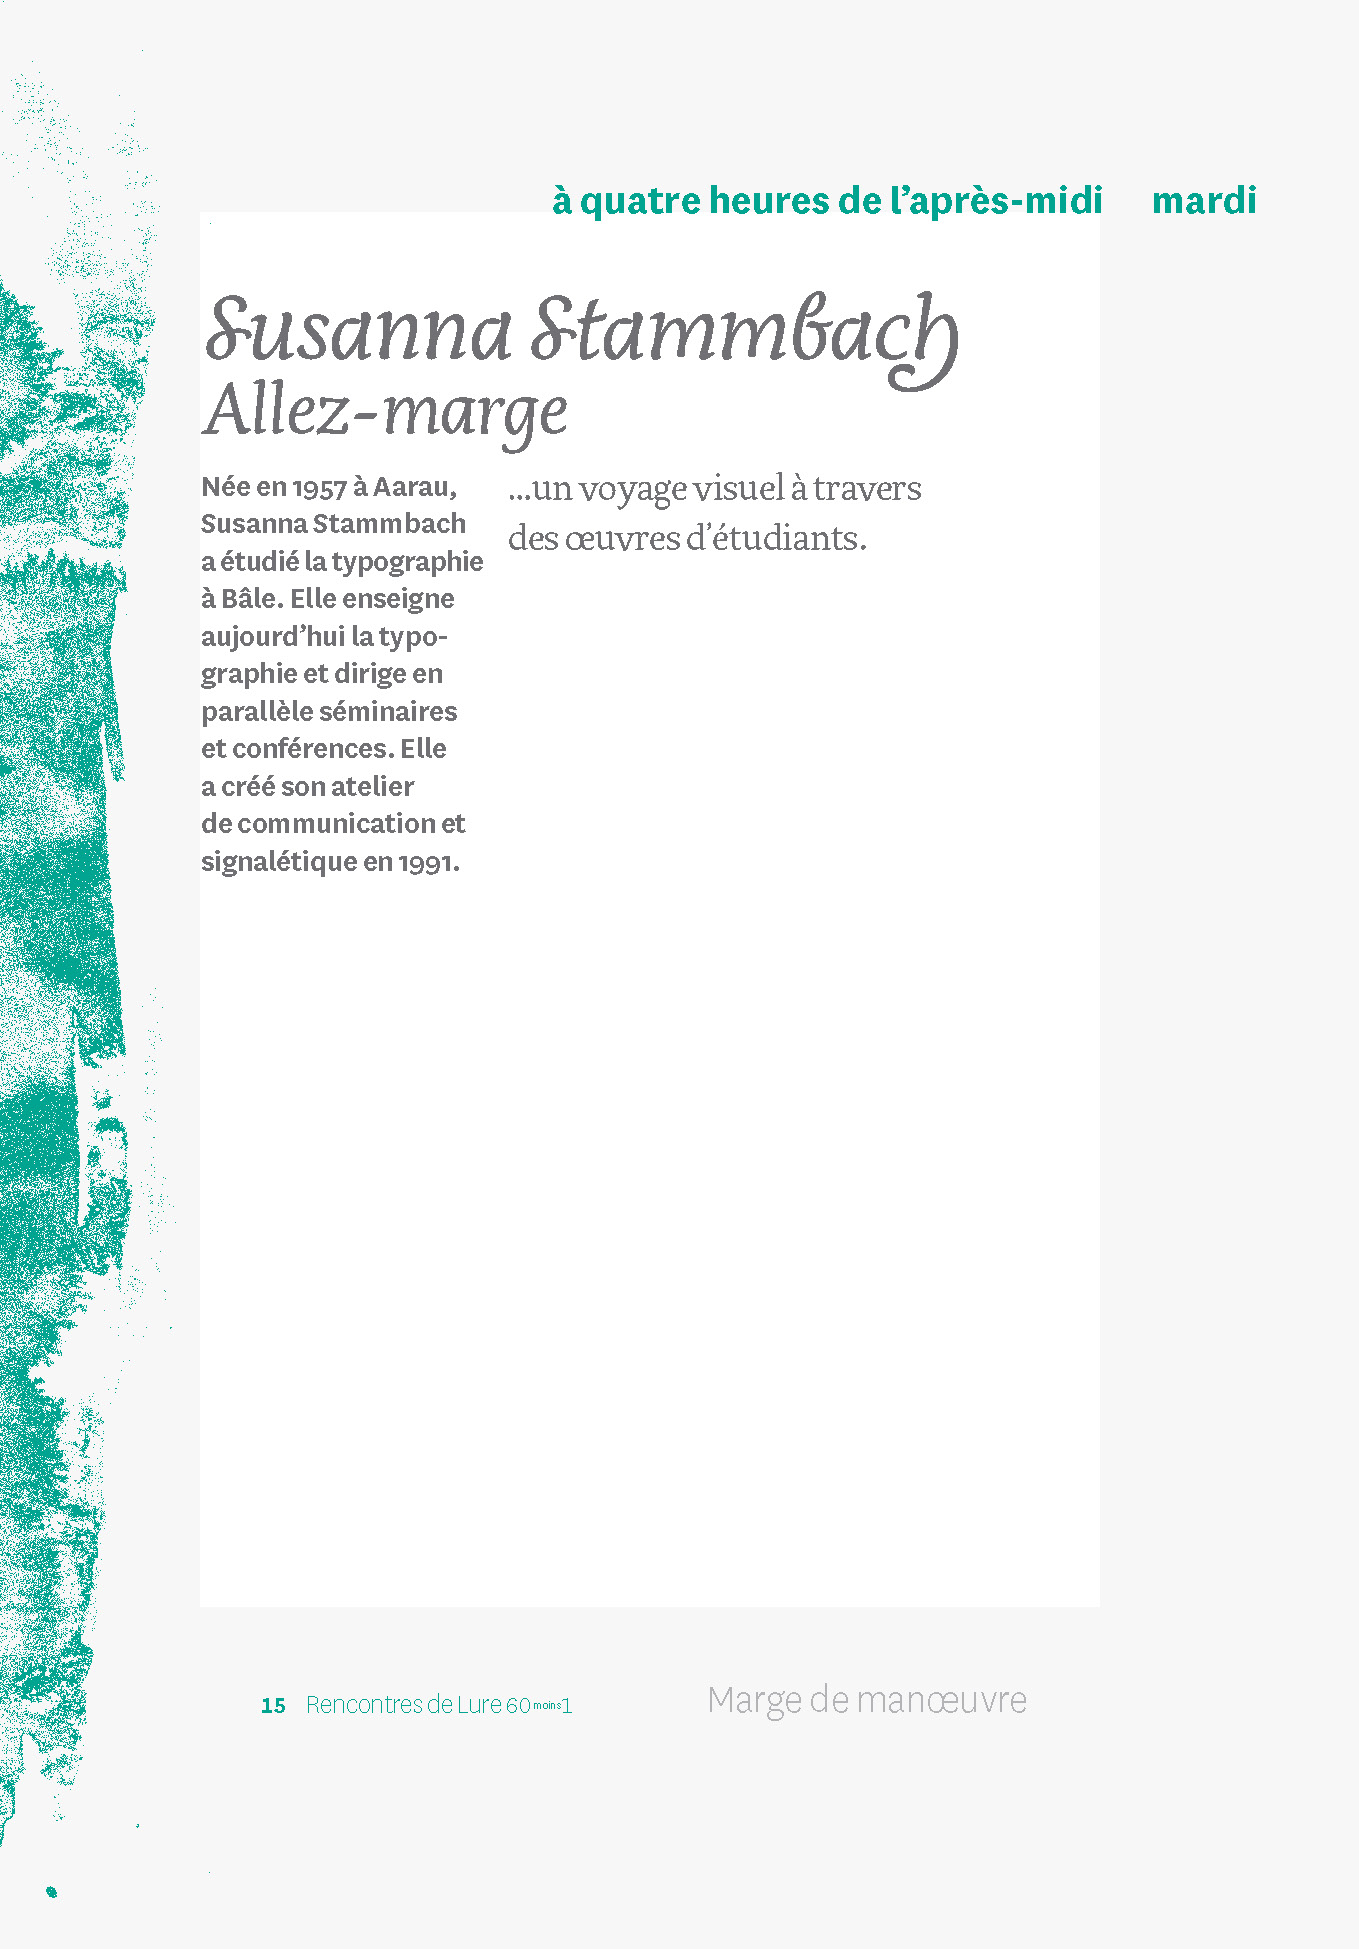 à quatre heures de l’après-midi mardi
Susanna Stammbach
Allez-marge
Née en 1957 à Aarau,
Susanna Stammbach
a étudié la typographie
à Bâle. Elle enseigne
aujourd’hui la typo-
graphie et dirige en
parallèle séminaires
et conférences. Elle
a créé son atelier
de communication et
signalétique en 1991.
...un voyage visuel à travers
des œuvres d’étudiants.
15 Rencontres de Lure 60 moins 1
Marge de manœuvre